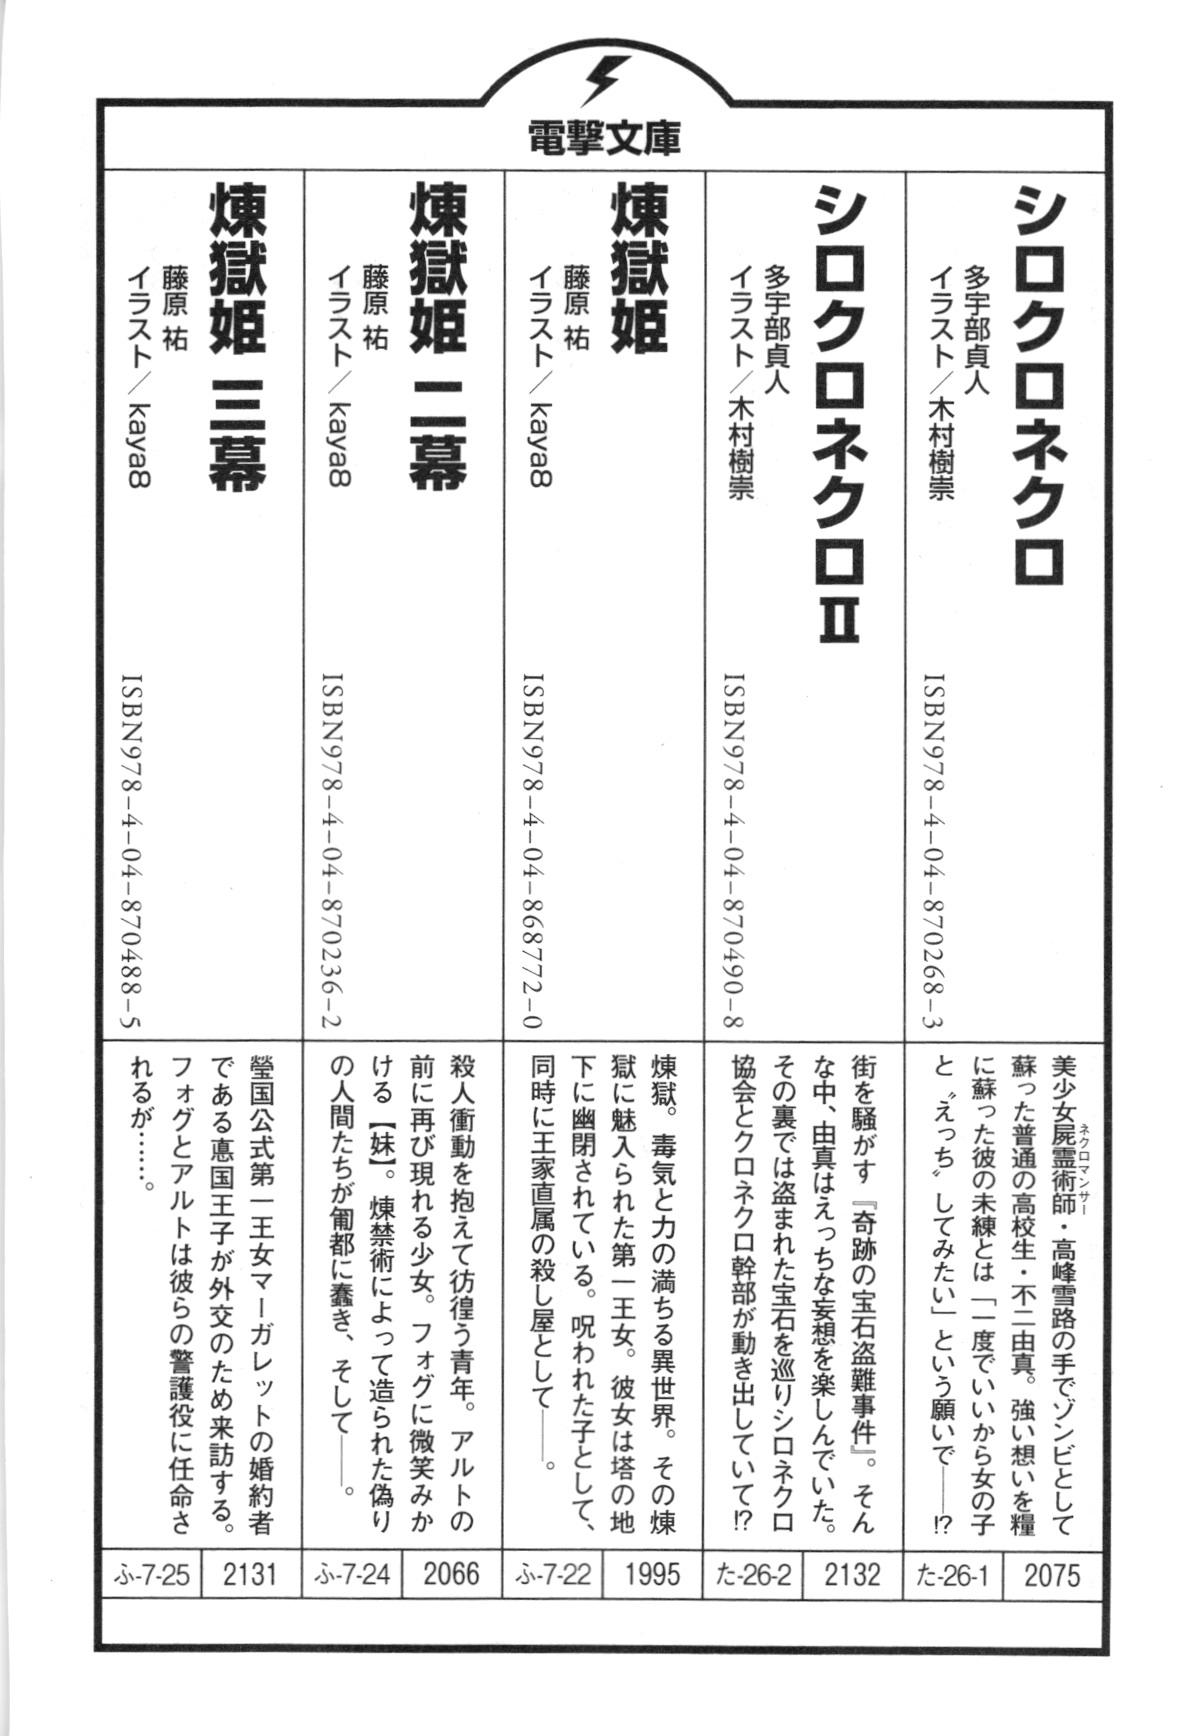 電撃文庫
シロクロネクロ
多宇部貞人
イラスト/木村樹崇
ISBN978-4-04-870268-3
美少女屍霊術師・高峰雪路の手でゾンビとして
ネクロマンサー
蘇った普通の高校生・不二由真。強い想いを糧
に蘇った彼の未練とは「一度でいいから女の子
と〝えっち〟してみたい」という願いで――!?
た-26-1
2075
シロクロネクロII
多宇部貞人
イラスト/木村樹崇
ISBN978-4-04-870490-8
街を騒がす『奇跡の宝石盗難事件』。そん
な中、由真はえっちな妄想を楽しんでいた。
その裏では盗まれた宝石を巡りシロネクロ
協会とクロネクロ幹部が動き出していて!?
た-26-2
2132
煉獄姫
藤原 祐
イラスト/kaya8
ISBN978-4-04-868772-0
煉獄。毒気と力の満ちる異世界。その煉
獄に魅入られた第一王女。彼女は塔の地
下に幽閉されている。呪われた子として、
同時に王家直属の殺し屋として――。
ふ-7-22
1995
煉獄姫 二幕
藤原 祐
イラスト/kaya8
ISBN978-4-04-870236-2
殺人衝動を抱えて彷徨う青年。アルトの
前に再び現れる少女。フォグに微笑みか
ける【妹】。煉禁術によって造られた偽り
の人間たちが匍都に蠢き、そして――。
ふ-7-24
2066
煉獄姫 三幕
藤原 祐
イラスト/kaya8
ISBN978-4-04-870488-5
瑩国公式第一王女マーガレットの婚約者
である悳国王子が外交のため来訪する。
フォグとアルトは彼らの警護役に任命さ
れるが……。
ふ-7-25
2131